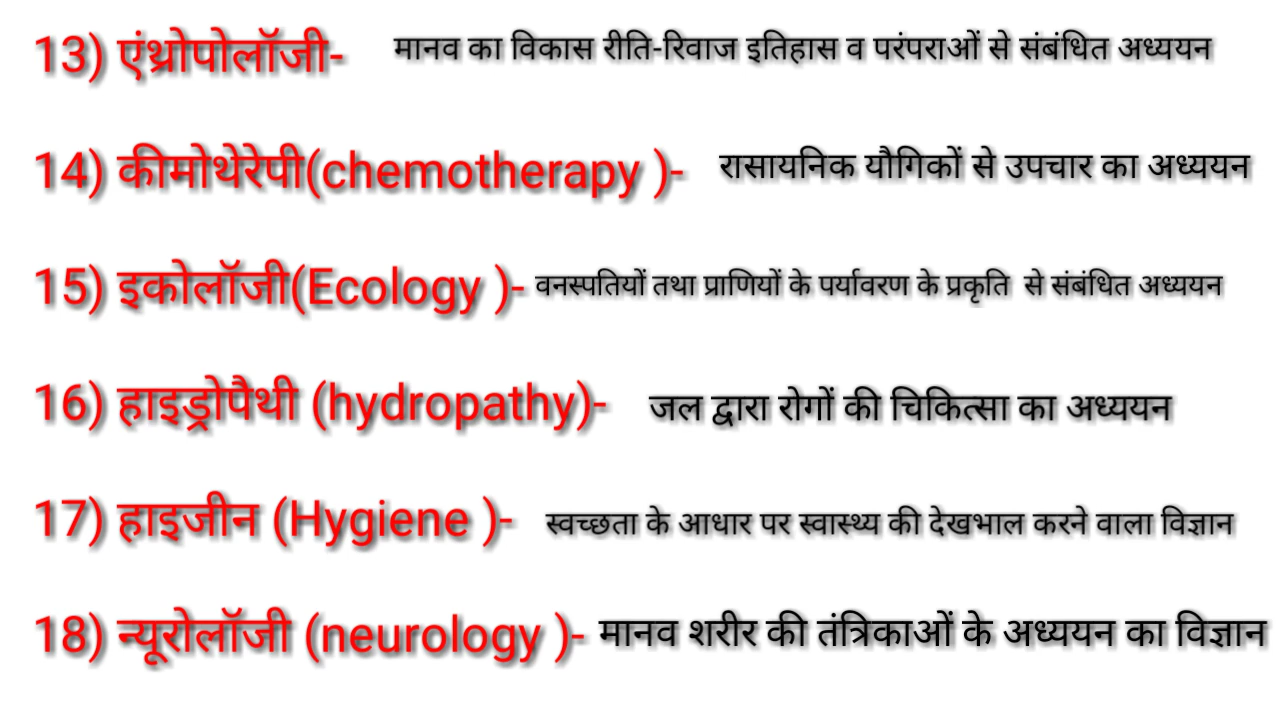 13) एंथ्रोपोलॉजी- मानव का विकास रीति-रिवाज इतिहास व परंपराओं से संबंधित अध्ययन
14) कीमोथेरेपी(chemotherapy )- रासायनिक यौगिकों से उपचार का अध्ययन
15) इकोलॉजी(Ecology )- वनस्पतियों तथा प्राणियों के पर्यावरण के प्रकृति से संबंधित अध्ययन
16) हाइड्रोपैथी (hydropathy)- जल द्वारा रोगों की चिकित्सा का अध्ययन
17) हाइजीन (Hygiene )- स्वच्छता के आधार पर स्वास्थ्य की देखभाल करने वाला विज्ञान
18) न्यूरोलॉजी (neurology )- मानव शरीर की तंत्रिकाओं के अध्ययन का विज्ञान